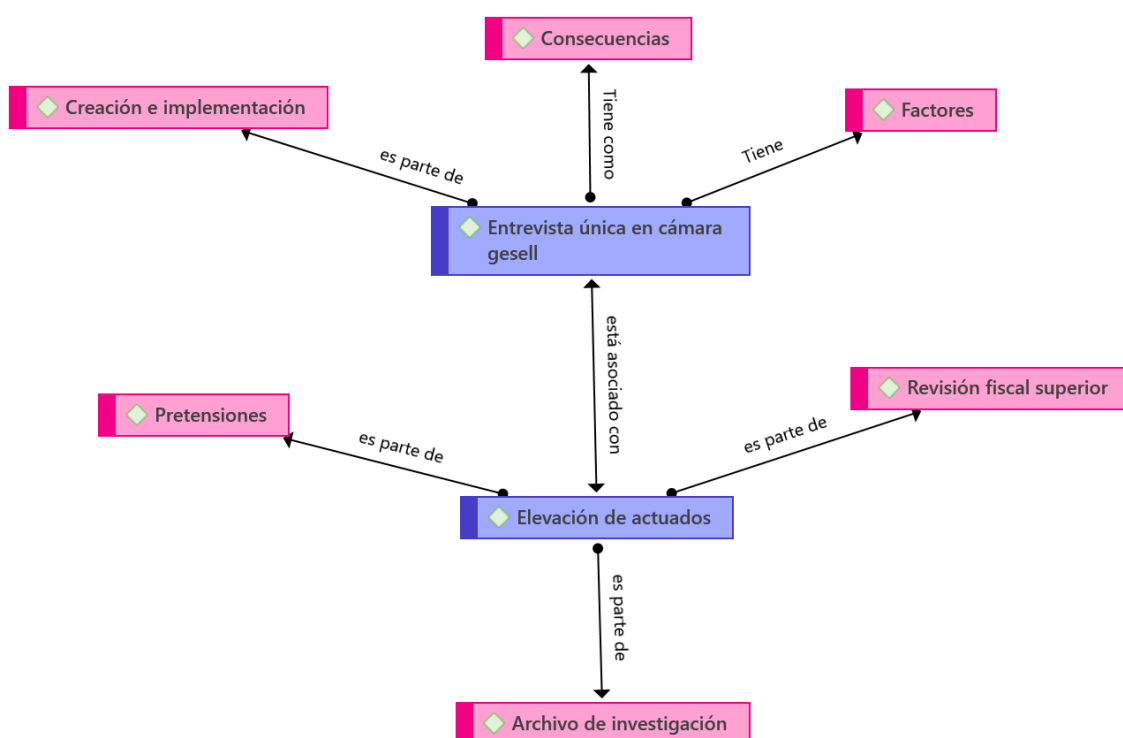 Consecuencias
Creación e implementación
Factores
Tiene como
Tiene
es parte de
Entrevista única en cámara
gesell
está asociado con
Revisión fiscal superior
Pretensiones
es parte de
es parte de
Elevación de actuados
es parte de
Archivo de investigación